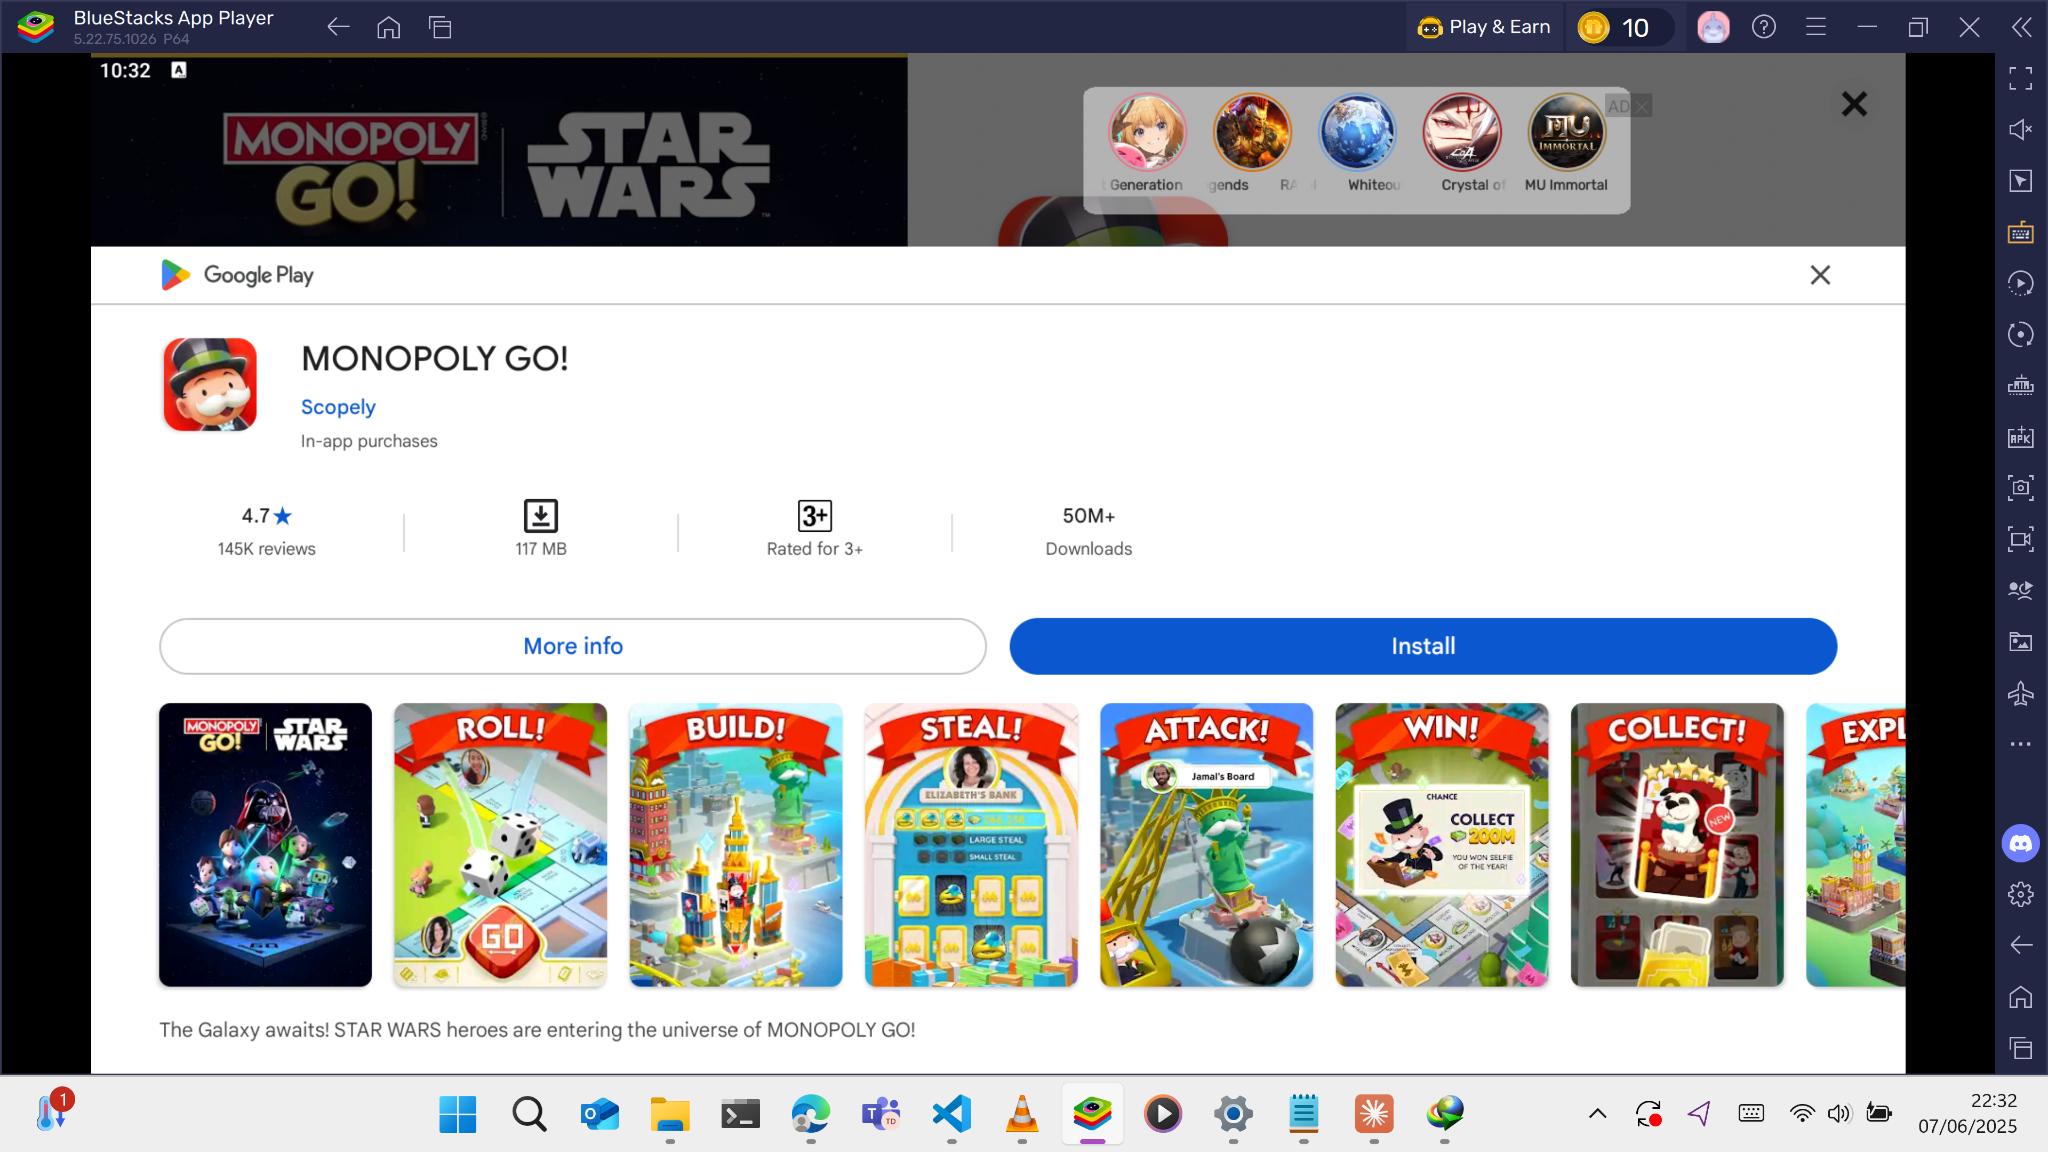 BlueStacks App Player
5.22.75.1026 P64
Play & Earn
10
10:32
A
MONOPOLY GO!
STAR WARS
AD
t Generation
gends
RA
Whiteou
Crystal of
MU Immortal
MU
IMMORTAL
Google Play
MONOPOLY GO!
Scopely
In-app purchases
4.7★
145K reviews
117 MB
3+
Rated for 3+
50M+
Downloads
More info
Install
MONOPOLY GO! STAR WARS
ROLL!
GO
BUILD!
STEAL!
ELIZABETH'S BANK
LARGE STEAL
SMALL STEAL
ATTACK!
Jamal's Board
WIN!
CHANCE
COLLECT
200M
YOU WON SELFIE
OF THE YEAR!
COLLECT!
NEW
EXPL
The Galaxy awaits! STAR WARS heroes are entering the universe of MONOPOLY GO!
APK
1
22:32
07/06/2025